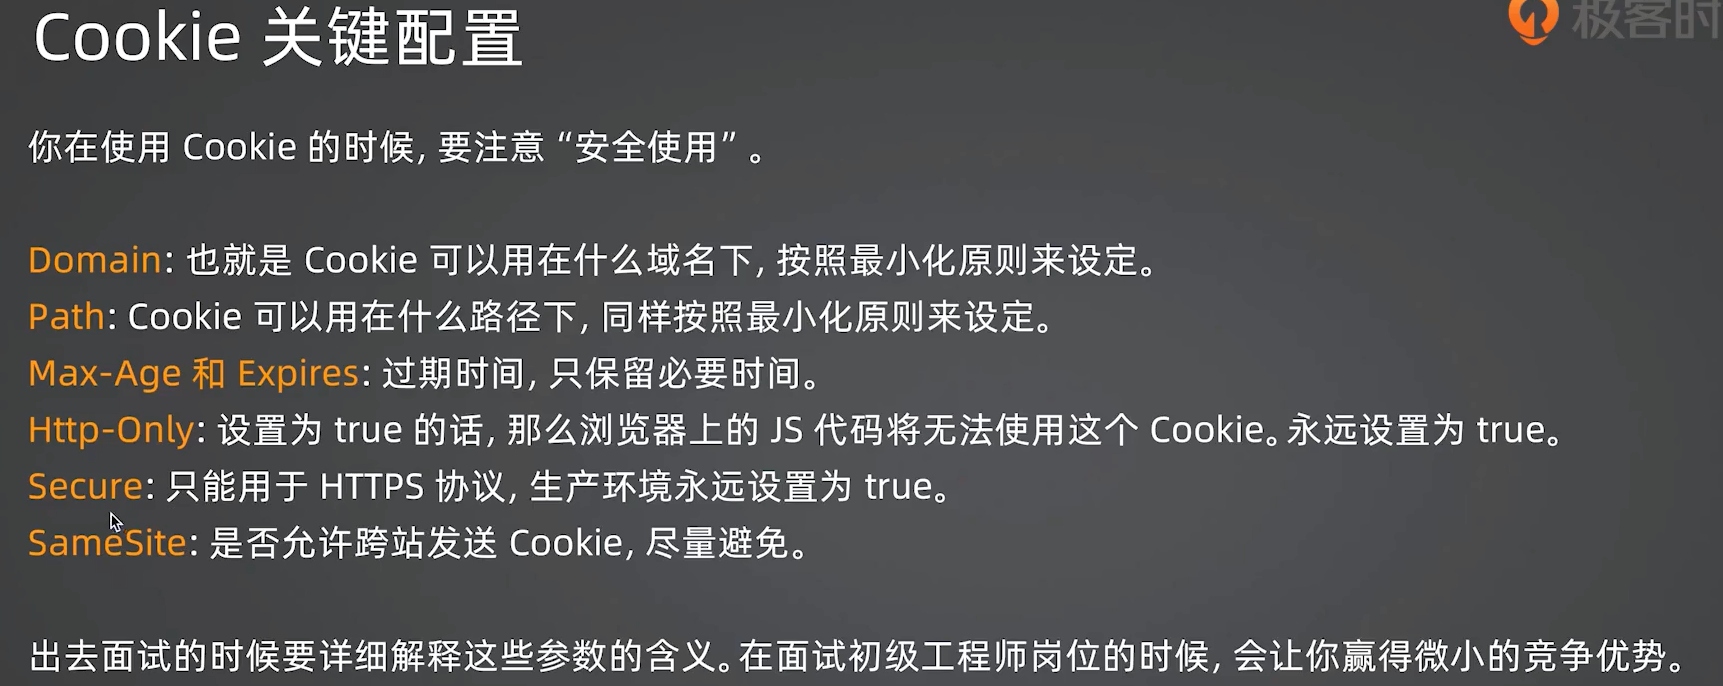 Cookie 关键配置
极客时
你在使用 Cookie 的时候, 要注意 “安全使用” 。
Domain: 也就是 Cookie 可以用在什么域名下, 按照最小化原则来设定。
Path: Cookie 可以用在什么路径下, 同样按照最小化原则来设定。
Max-Age 和 Expires: 过期时间, 只保留必要时间。
Http-Only: 设置为 true 的话, 那么浏览器上的 JS 代码将无法使用这个 Cookie。永远设置为 true。
Secure: 只能用于 HTTPS 协议, 生产环境永远设置为 true。
SameSite: 是否允许跨站发送 Cookie, 尽量避免。
出去面试的时候要详细解释这些参数的含义。在面试初级工程师岗位的时候, 会让你赢得微小的竞争优势。